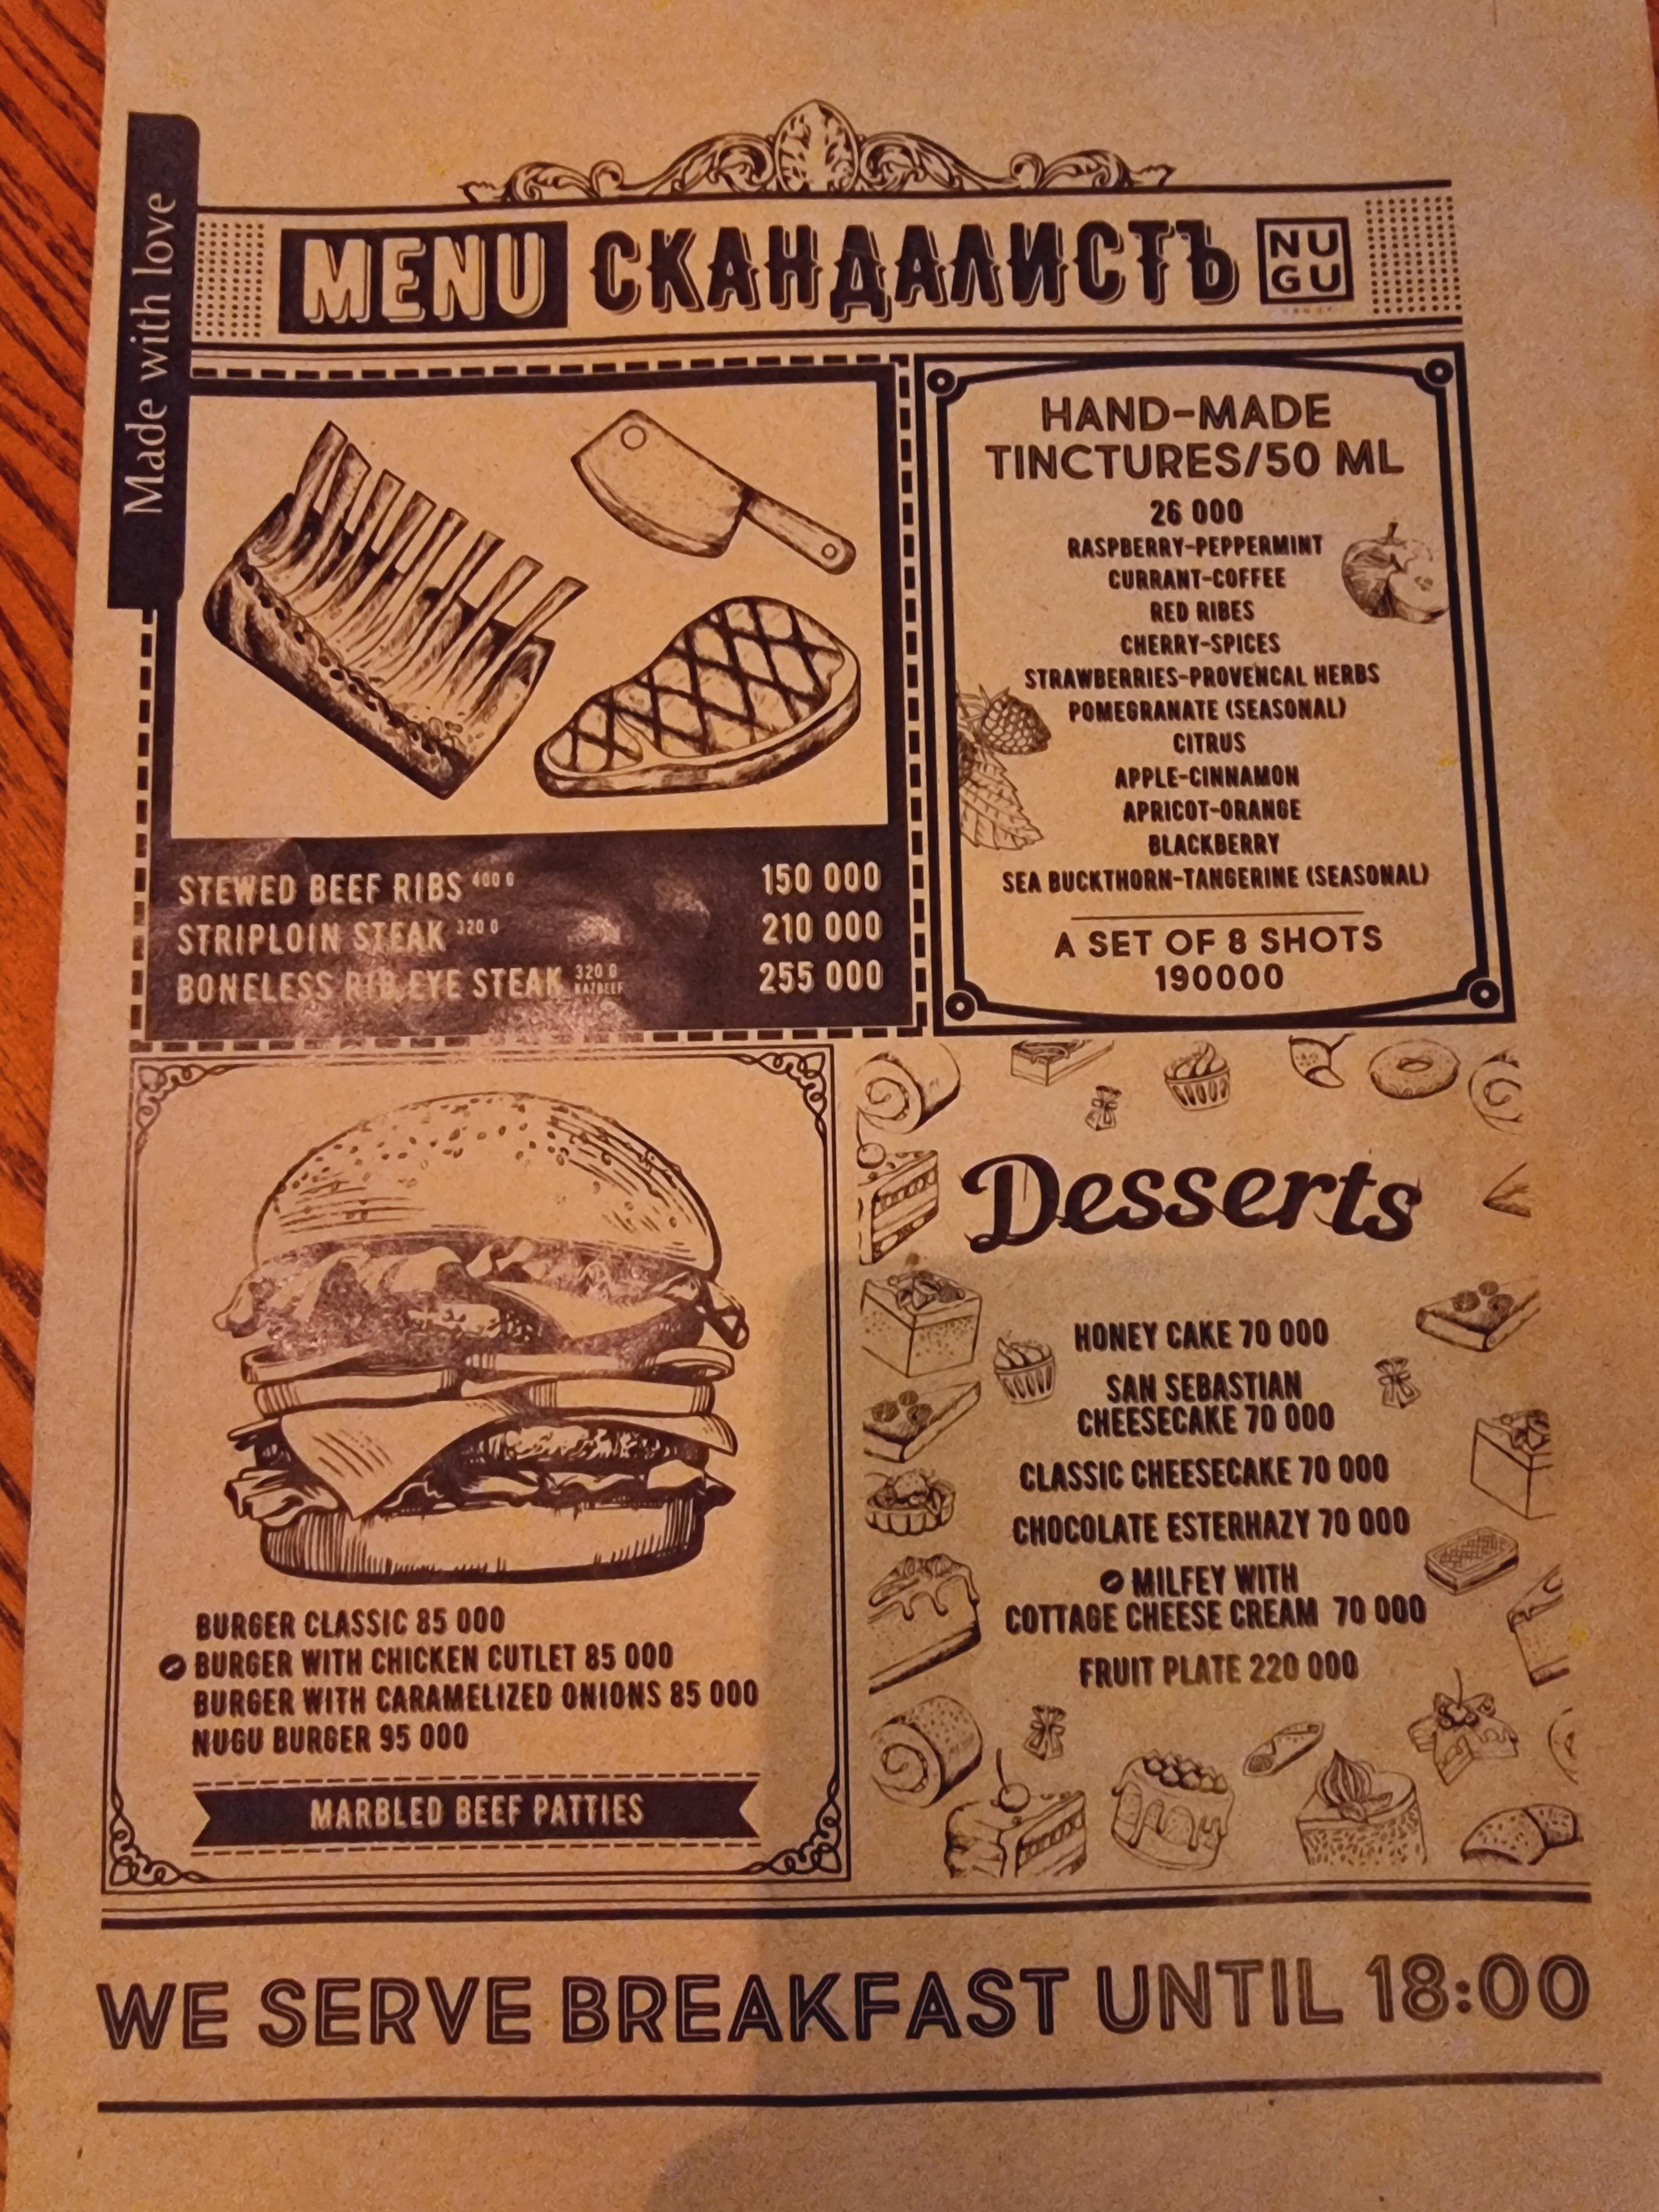 Made with love
MENU СКАНДАЛИСТЪ NU
GU
STEWED BEEF RIBS 400 G 150 000
STRIPLOIN STEAK 320 G 210 000
BONELESS RIB EYE STEAK 320 G KAZBEEF 255 000
HAND-MADE
TINCTURES/50 ML
26 000
RASPBERRY-PEPPERMINT
CURRANT-COFFEE
RED RIBES
CHERRY-SPICES
STRAWBERRIES-PROVENCAL HERBS
POMEGRANATE (SEASONAL)
CITRUS
APPLE-CINNAMON
APRICOT-ORANGE
BLACKBERRY
SEA BUCKTHORN-TANGERINE (SEASONAL)
A SET OF 8 SHOTS
190000
BURGER CLASSIC 85 000
BURGER WITH CHICKEN CUTLET 85 000
BURGER WITH CARAMELIZED ONIONS 85 000
NUGU BURGER 95 000
MARBLED BEEF PATTIES
Desserts
HONEY CAKE 70 000
SAN SEBASTIAN
CHEESECAKE 70 000
CLASSIC CHEESECAKE 70 000
CHOCOLATE ESTERHAZY 70 000
MILFEY WITH
COTTAGE CHEESE CREAM 70 000
FRUIT PLATE 220 000
WE SERVE BREAKFAST UNTIL 18:00